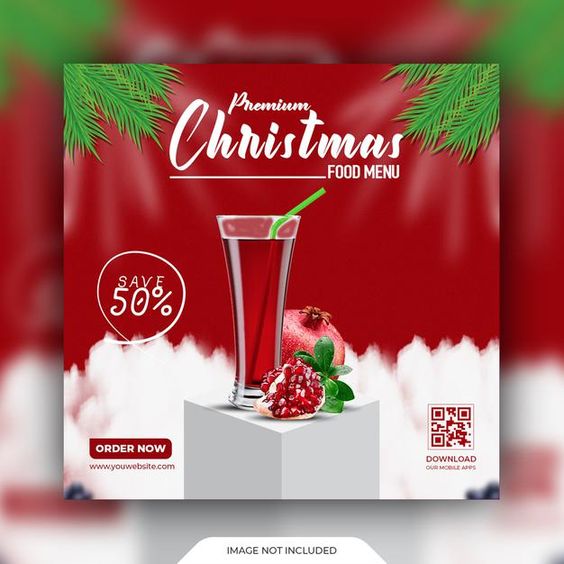 Premium
Christmas
FOOD MENU
SAVE
50%
ORDER NOW
www.youwebsite.com
DOWNLOAD
OUR MOBILE APPS
IMAGE NOT INCLUDED